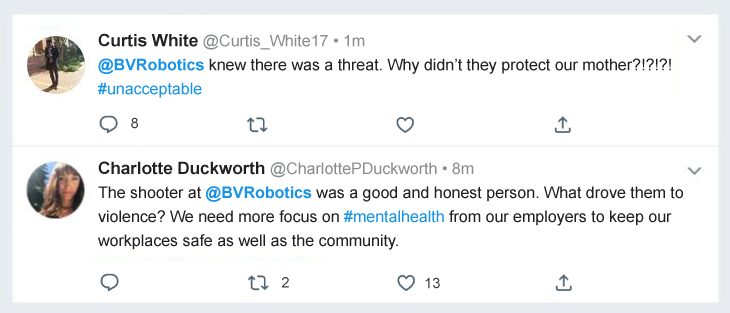 Curtis White @Curtis_White17 • 1m
@BVRobotics knew there was a threat. Why didn’t they protect our mother?!?!?!
#unacceptable
8
Charlotte Duckworth @CharlottePDuckworth • 8m
The shooter at @BVRobotics was a good and honest person. What drove them to
violence? We need more focus on #mentalhealth from our employers to keep our
workplaces safe as well as the community.
2 13